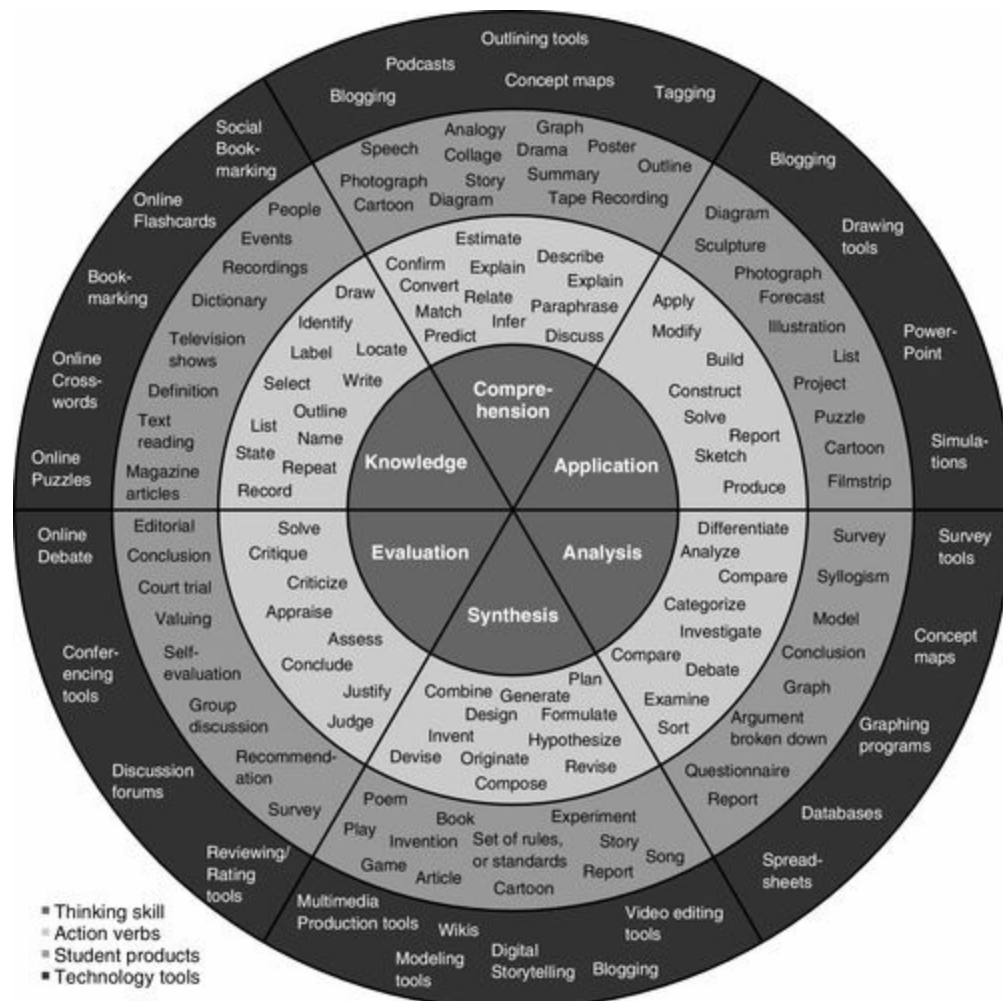 Outlining tools
Podcasts
Concept maps
Blogging
Tagging
Analogy
Graph
Speech
Collage
Drama
Poster
Outline
Photograph
Story
Summary
Cartoon
Diagram
Tape Recording
Estimate
Confirm
Explain
Describe
Convert
Explain
Match
Relate
Paraphrase
Predict
Infer
Discuss
Compre-
hension
Blogging
Drawing
tools
Power-
Point
Simula-
tions
Diagram
Sculpture
Photograph
Forecast
Illustration
List
Project
Puzzle
Cartoon
Filmstrip
Apply
Modify
Build
Construct
Solve
Report
Sketch
Produce
Application
Survey
tools
Concept
maps
Graphing
programs
Databases
Spread-
sheets
Survey
Syllogism
Model
Conclusion
Graph
Argument
broken down
Questionnaire
Report
Differentiate
Analyze
Compare
Categorize
Investigate
Compare
Debate
Examine
Sort
Analysis
Synthesis
Plan
Combine
Generate
Design
Formulate
Invent
Hypothesize
Devise
Originate
Revise
Compose
Poem
Book
Experiment
Play
Invention
Set of rules,
or standards
Story
Song
Game
Article
Report
Cartoon
Multimedia
Production tools
Wikis
Video editing
tools
Modeling
tools
Digital
Storytelling
Blogging
Evaluation
Solve
Critique
Criticize
Appraise
Assess
Conclude
Justify
Judge
Editorial
Conclusion
Court trial
Valuing
Self-
evaluation
Group
discussion
Recommend-
ation
Survey
Online
Debate
Confer-
encing
tools
Discussion
forums
Reviewing/
Rating
tools
Knowledge
Draw
Identify
Label
Locate
Select
Write
Outline
List
Name
State
Repeat
Record
People
Events
Recordings
Dictionary
Television
shows
Definition
Text
reading
Magazine
articles
Social
Book-
marking
Online
Flashcards
Book-
marking
Online
Cross-
words
Online
Puzzles
Thinking skill
Action verbs
Student products
Technology tools